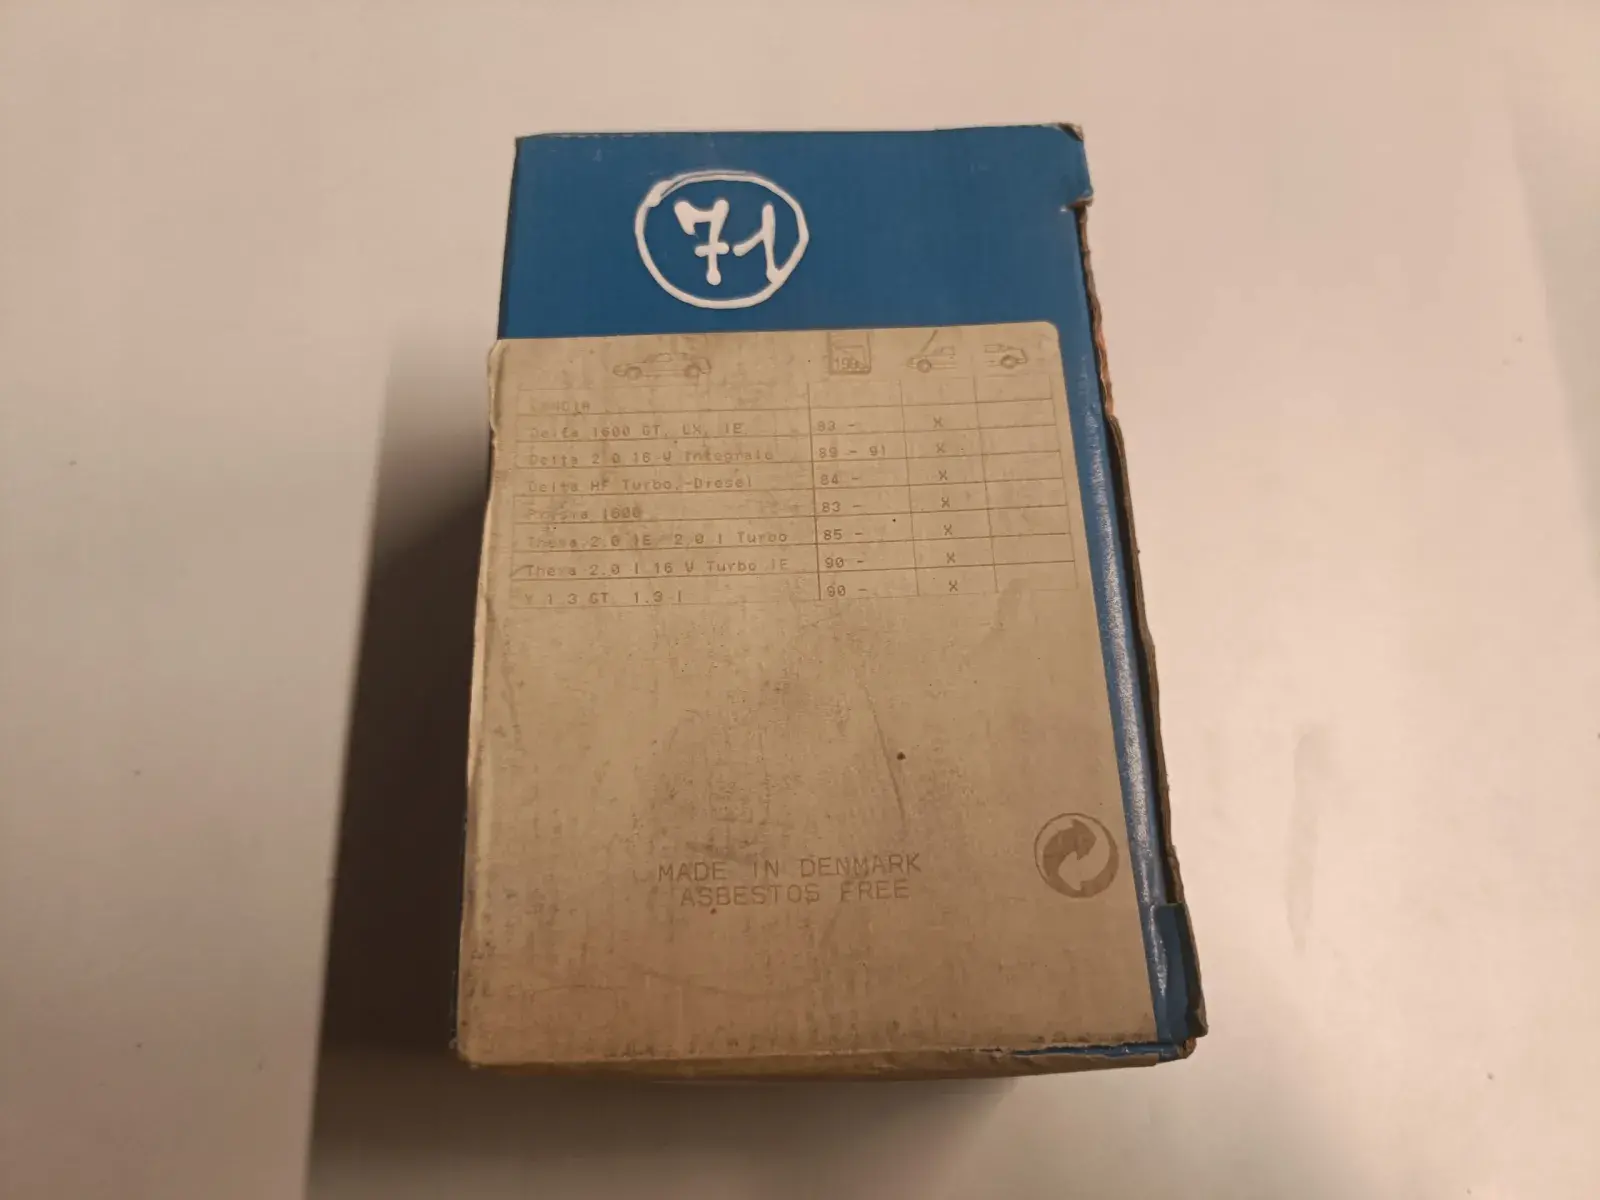 71
199
LANCIA
Delta 1600 GT, LX, IE 83 - X
Delta 2.0 16 V Integrale 89 - 91 X
Delta HF Turbo,-Diesel 84 - X
Prisma 1600 83 - X
Thema 2.0 IE, 2.0 I Turbo 85 - X
Thema 2.0 I 16 V Turbo IE 90 - X
Y 1.3 GT, 1.3 I 90 - X
MADE IN DENMARK
ASBESTOS FREE